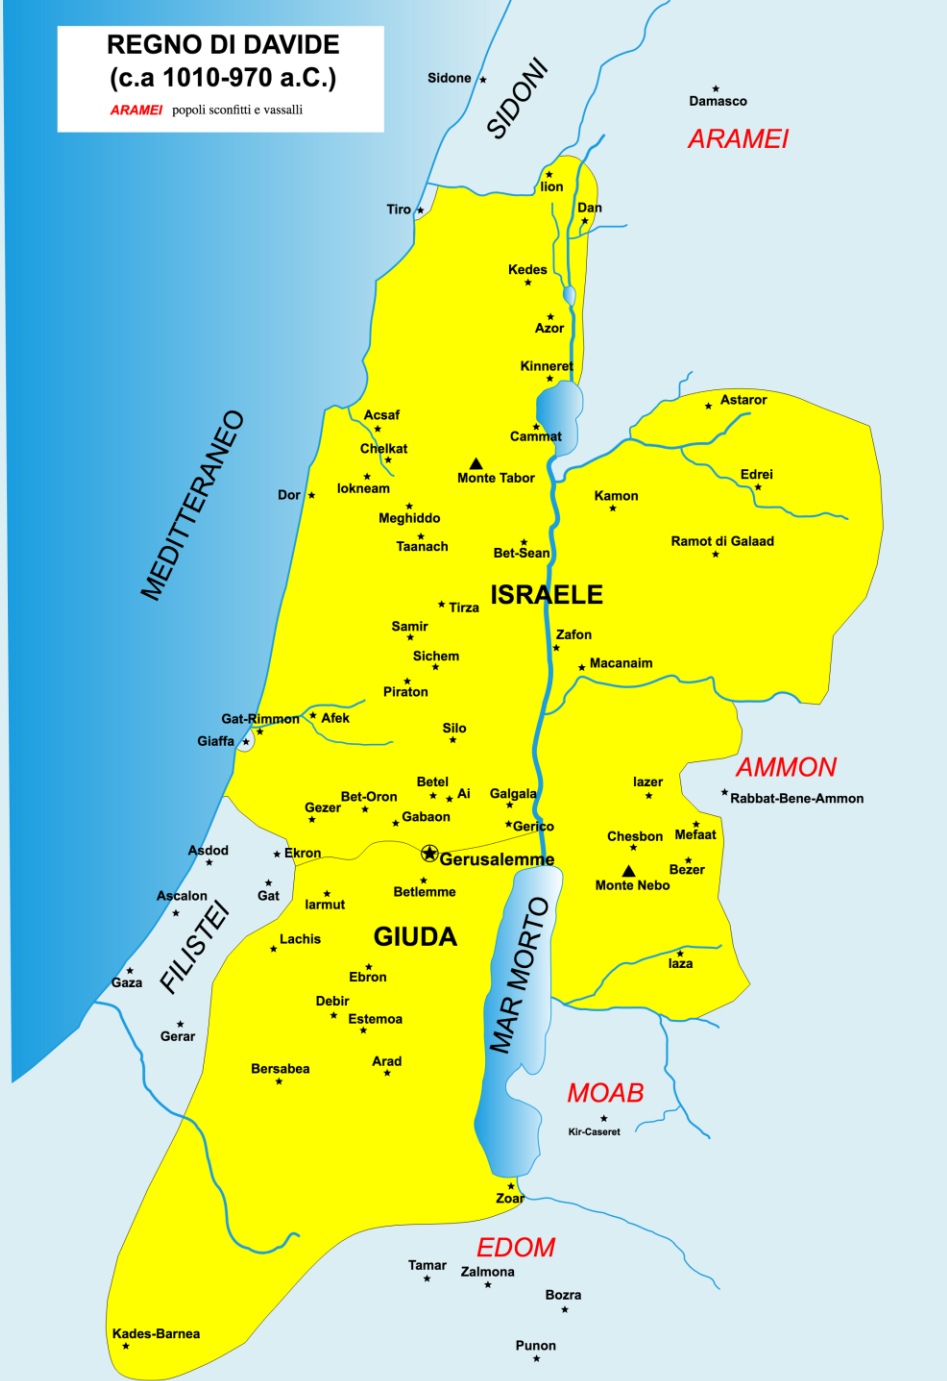 REGNO DI DAVIDE
(c.a 1010-970 a.C.)
ARAMEI popoli sconfitti e vassalli
Sidone
SIDONI
Damasco
ARAMEI
Iion
Tiro
Dan
Kedes
Azor
Kinneret
Astaror
Acsaf
Cammat
Chelkat
MEDITTERANEO
Monte Tabor
Edrei
Iokneam
Dor
Kamon
Meghiddo
Ramot di Galaad
Taanach
Bet-Sean
ISRAELE
Tirza
Samir
Zafon
Sichem
Macanaim
Piraton
Gat-Rimmon
Afek
Silo
Giaffa
AMMON
Betel
Iazer
Ai
Galgala
Bet-Oron
Rabbat-Bene-Ammon
Gezer
Gabaon
Gerico
Chesbon
Mefaat
Asdod
Ekron
Gerusalemme
Bezer
Monte Nebo
Ascalon
Gat
Betlemme
Iarmut
FILISTEI
Lachis
GIUDA
MAR MORTO
Iaza
Gaza
Ebron
Debir
Estemoa
Gerar
Bersabea
Arad
MOAB
Kir-Caseret
Zoar
EDOM
Tamar
Zalmona
Bozra
Kades-Barnea
Punon